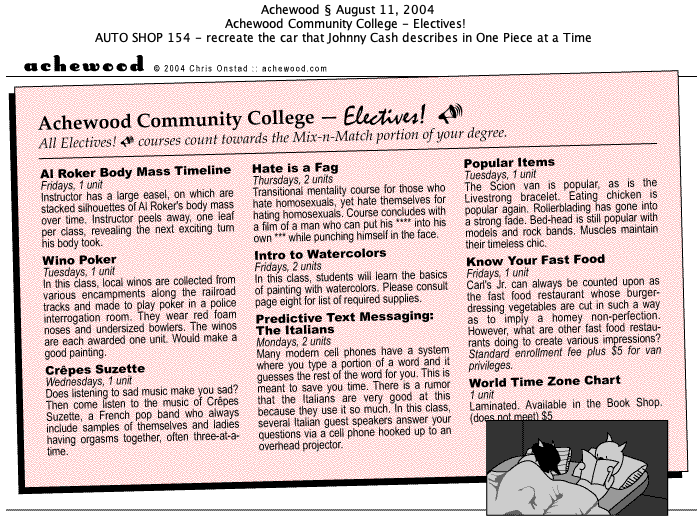 Achewood § August 11, 2004
Achewood Community College – Electives!
AUTO SHOP 154 – recreate the car that Johnny Cash describes in One Piece at a Time
achewood © 2004 Chris Onstad :: achewood.com
Achewood Community College — Electives!
All Electives! courses count towards the Mix-n-Match portion of your degree.
Al Roker Body Mass Timeline
Fridays, 1 unit
Instructor has a large easel, on which are
stacked silhouettes of Al Roker's body mass
over time. Instructor peels away, one leaf
per class, revealing the next exciting turn
his body took.
Wino Poker
Tuesdays, 1 unit
In this class, local winos are collected from
various encampments along the railroad
tracks and made to play poker in a police
interrogation room. They wear red foam
noses and undersized bowlers. The winos
are each awarded one unit. Would make a
good painting.
Crêpes Suzette
Wednesdays, 1 unit
Does listening to sad music make you sad?
Then come listen to the music of Crêpes
Suzette, a French pop band who always
include samples of themselves and ladies
having orgasms together, often three-at-a-
time.
Hate is a Fag
Thursdays, 2 units
Transitional mentality course for those who
hate homosexuals, yet hate themselves for
hating homosexuals. Course concludes with
a film of a man who can put his **** into his
own *** while punching himself in the face.
Intro to Watercolors
Fridays, 2 units
In this class, students will learn the basics
of painting with watercolors. Please consult
page eight for list of required supplies.
Predictive Text Messaging:
The Italians
Mondays, 2 units
Many modern cell phones have a system
where you type a portion of a word and it
guesses the rest of the word for you. This is
meant to save you time. There is a rumor
that the Italians are very good at this
because they use it so much. In this class,
several Italian guest speakers answer your
questions via a cell phone hooked up to an
overhead projector.
Popular Items
Tuesdays, 1 unit
The Scion van is popular, as is the
Livestrong bracelet. Eating chicken is
popular again. Rollerblading has gone into
a strong fade. Bed-head is still popular with
models and rock bands. Muscles maintain
their timeless chic.
Know Your Fast Food
Fridays, 1 unit
Carl's Jr. can always be counted upon as
the fast food restaurant whose burger-
dressing vegetables are cut in such a way
as to imply a homey non-perfection.
However, what are other fast food restau-
rants doing to create various impressions?
Standard enrollment fee plus $5 for van
privileges.
World Time Zone Chart
1 unit
Laminated. Available in the Book Shop.
(does not meet) $5